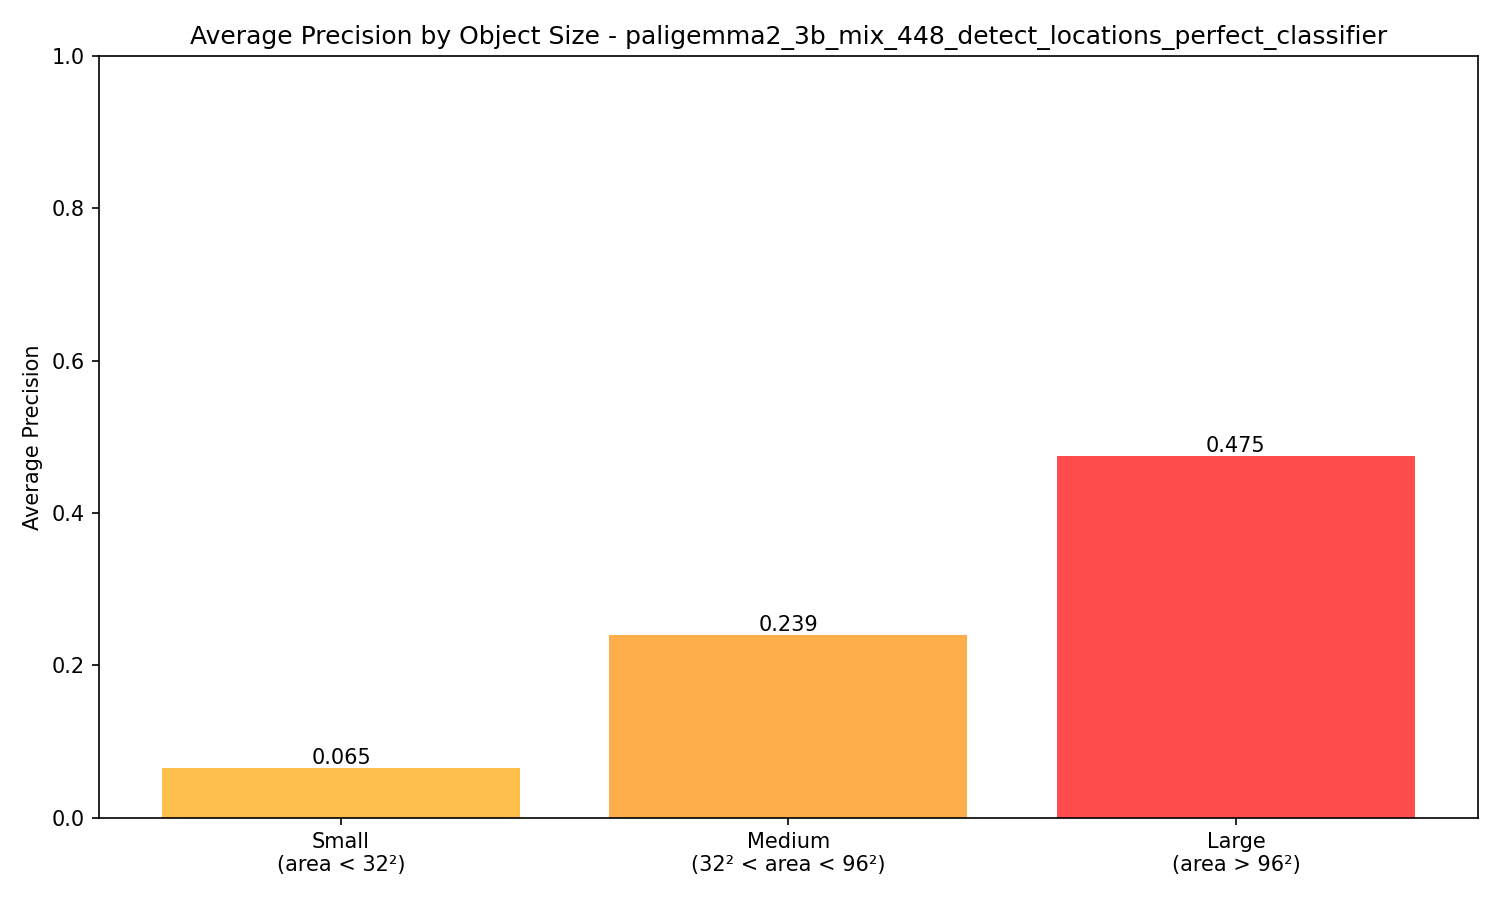 Average Precision by Object Size - paligemma2_3b_mix_448_detect_locations_perfect_classifier
Average Precision
1.0
0.8
0.6
0.4
0.2
0.0
0.065
0.239
0.475
Small
(area < 32²)
Medium
(32² < area < 96²)
Large
(area > 96²)